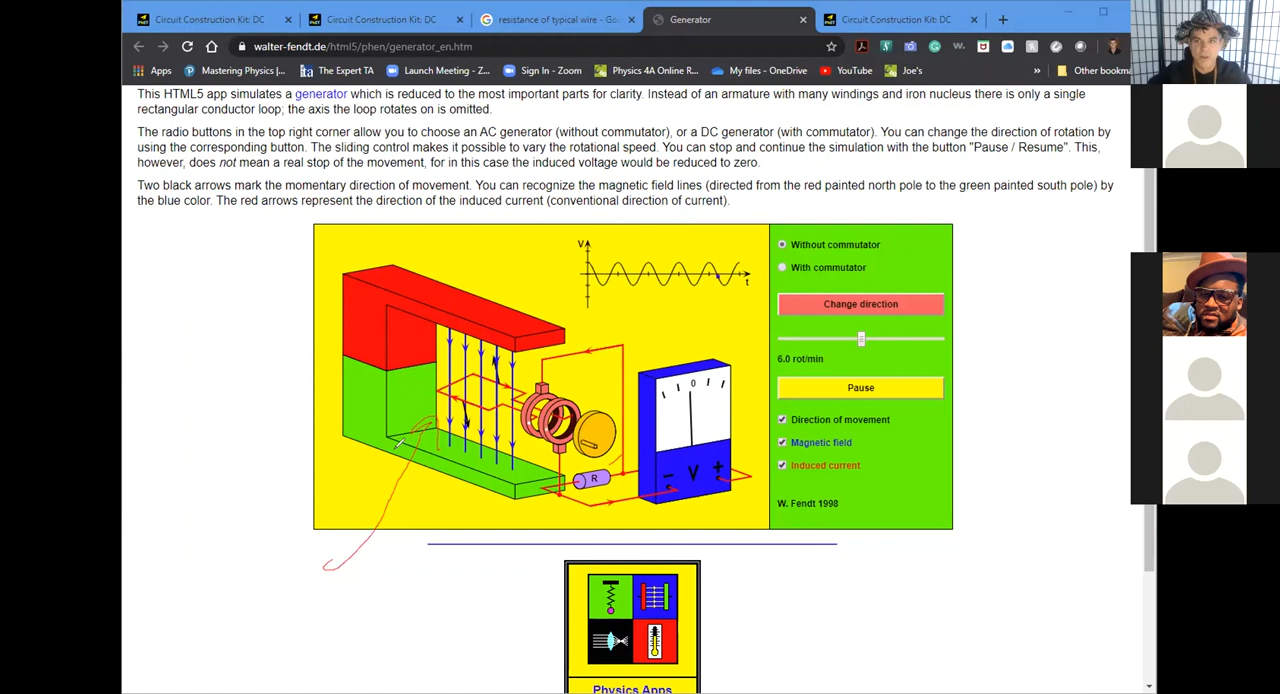 Circuit Construction Kit: DC
Circuit Construction Kit: DC
resistance of typical wire - Goo
Generator
Circuit Construction Kit: DC
walter-fendt.de/html5/phen/generator_en.htm
Apps
Mastering Physics |...
The Expert TA
Launch Meeting - Z...
Sign In - Zoom
Physics 4A Online R...
My files - OneDrive
YouTube
Joe's
»
Other bookma
This HTML5 app simulates a generator which is reduced to the most important parts for clarity. Instead of an armature with many windings and iron nucleus there is only a single
rectangular conductor loop; the axis the loop rotates on is omitted.
The radio buttons in the top right corner allow you to choose an AC generator (without commutator), or a DC generator (with commutator). You can change the direction of rotation by
using the corresponding button. The sliding control makes it possible to vary the rotational speed. You can stop and continue the simulation with the button "Pause / Resume". This,
however, does not mean a real stop of the movement, for in this case the induced voltage would be reduced to zero.
Two black arrows mark the momentary direction of movement. You can recognize the magnetic field lines (directed from the red painted north pole to the green painted south pole) by
the blue color. The red arrows represent the direction of the induced current (conventional direction of current).
V
t
Without commutator
With commutator
Change direction
6.0 rot/min
Pause
Direction of movement
Magnetic field
Induced current
W. Fendt 1998
0
- V +
R
Physics Apps